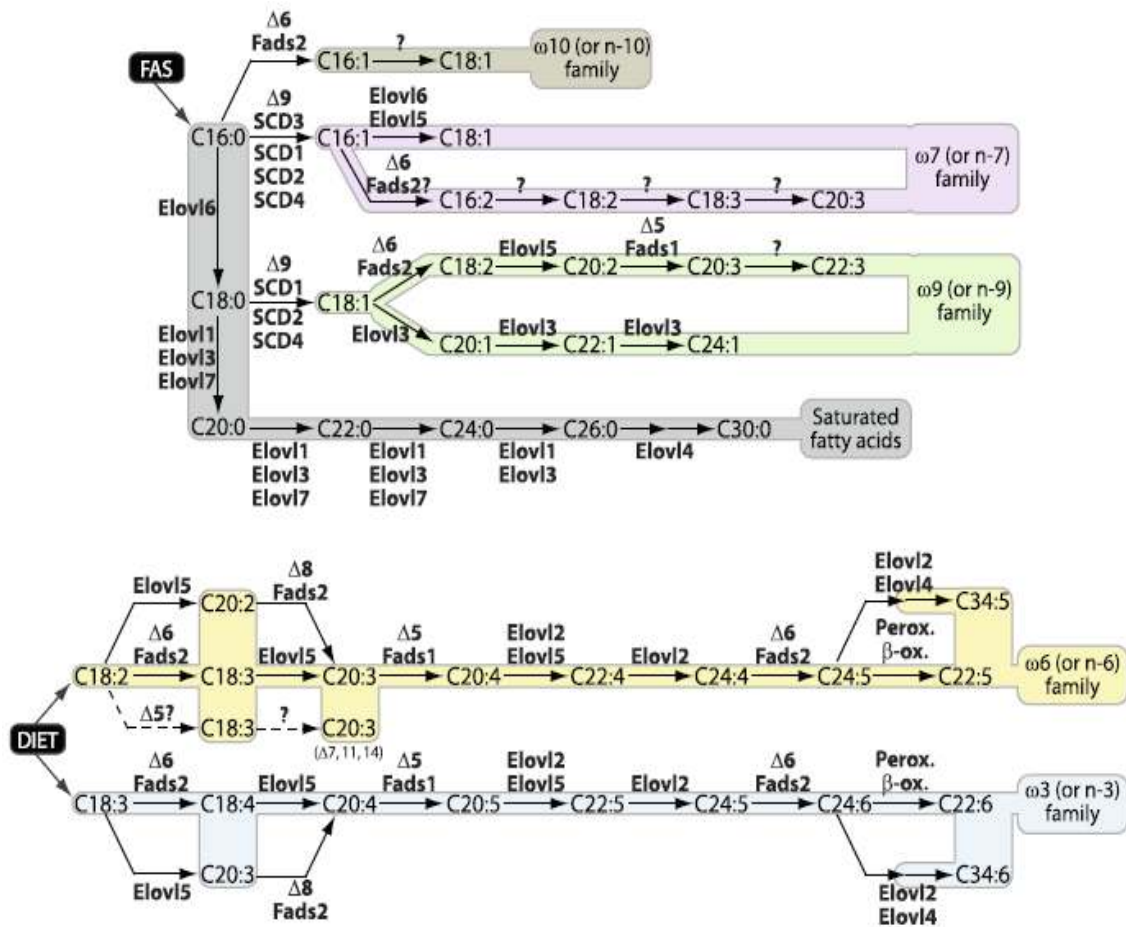 Δ6
Fads2
?
C16:1
C18:1
ω10 (or n-10)
family
FAS
C16:0
Δ9
SCD3
SCD1
SCD2
SCD4
C16:1
Elovl6
Elovl5
C18:1
Δ6
Fads2?
C16:2
?
C18:2
?
C18:3
?
C20:3
ω7 (or n-7)
family
Elovl6
C18:0
Δ9
SCD1
SCD2
SCD4
C18:1
Δ6
Fads2
C18:2
Elovl5
C20:2
Δ5
Fads1
C20:3
?
C22:3
Elovl3
C20:1
Elovl3
C22:1
Elovl3
C24:1
ω9 (or n-9)
family
Elovl1
Elovl3
Elovl7
C20:0
Elovl1
Elovl3
Elovl7
C22:0
Elovl1
Elovl3
Elovl7
C24:0
Elovl1
Elovl3
C26:0
Elovl4
C30:0
Saturated
fatty acids
DIET
C18:2
Elovl5
C20:2
Δ8
Fads2
Δ6
Fads2
C18:3
Elovl5
C20:3
Δ5
Fads1
C20:4
Elovl2
Elovl5
C22:4
Elovl2
C24:4
Δ6
Fads2
C24:5
Perox.
β-ox.
C22:5
Elovl2
Elovl4
C34:5
ω6 (or n-6)
family
Δ5?
C18:3
?
C20:3
(Δ7, 11, 14)
C18:3
Δ6
Fads2
C18:4
Elovl5
C20:4
Δ5
Fads1
C20:5
Elovl2
Elovl5
C22:5
Elovl2
C24:5
Δ6
Fads2
C24:6
Perox.
β-ox.
C22:6
ω3 (or n-3)
family
Elovl5
C20:3
Δ8
Fads2
Elovl2
Elovl4
C34:6